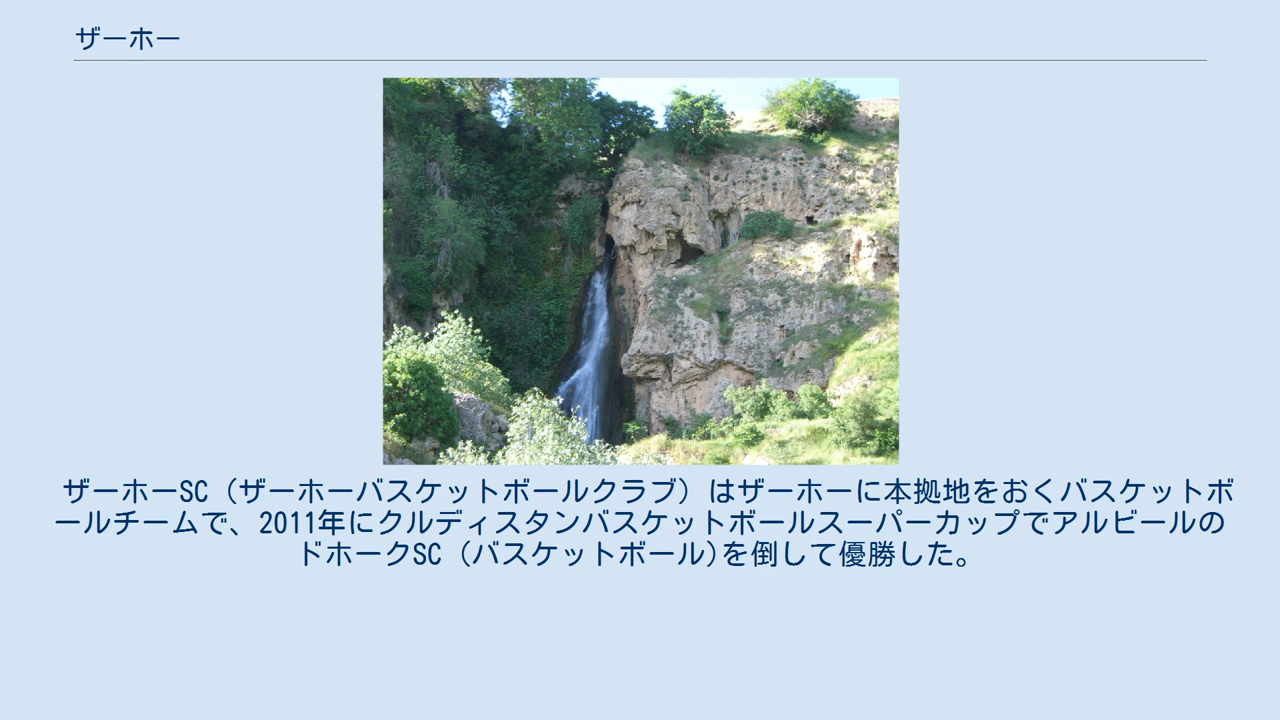 ザーホー
ザーホーSC（ザーホーバスケットボールクラブ）はザーホーに本拠地をおくバスケットボ
ールチームで、2011年にクルディスタンバスケットボールスーパーカップでアルビールの
ドホークSC（バスケットボール)を倒して優勝した。